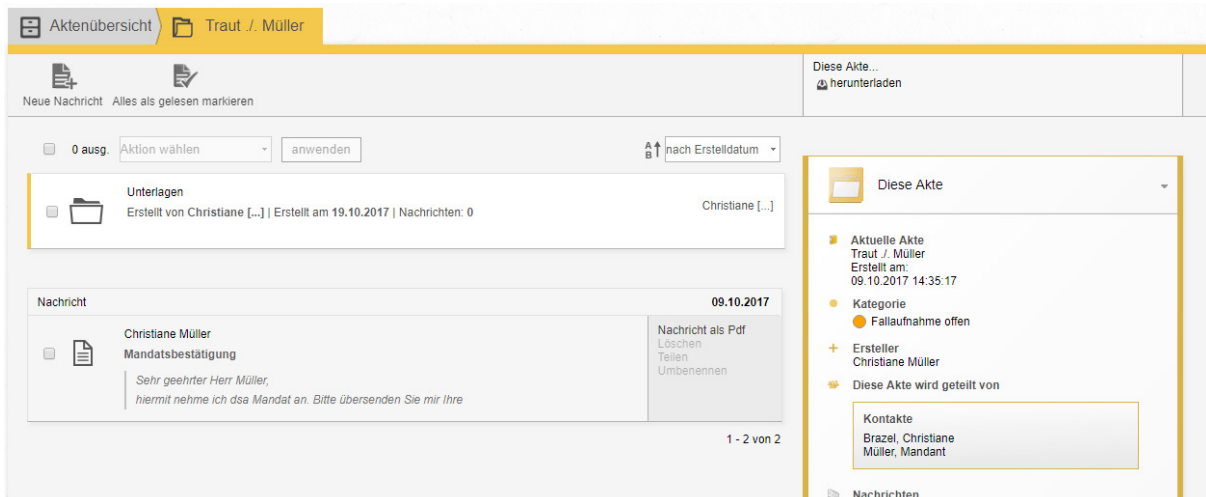 Aktenübersicht
Traut ./. Müller
Neue Nachricht
Alles als gelesen markieren
Diese Akte...
herunterladen
0 ausg.
Aktion wählen
anwenden
A
B
nach Erstelldatum
Unterlagen
Erstellt von Christiane [...] | Erstellt am 19.10.2017 | Nachrichten: 0
Christiane [...]
Nachricht
09.10.2017
Christiane Müller
Mandatsbestätigung
Sehr geehrter Herr Müller,
hiermit nehme ich dsa Mandat an. Bitte übersenden Sie mir Ihre
Nachricht als Pdf
Löschen
Teilen
Umbenennen
1 - 2 von 2
Diese Akte
Aktuelle Akte
Traut ./. Müller
Erstellt am:
09.10.2017 14:35:17
Kategorie
Fallaufnahme offen
Ersteller
Christiane Müller
Diese Akte wird geteilt von
Kontakte
Brazel, Christiane
Müller, Mandant
Nachrichten